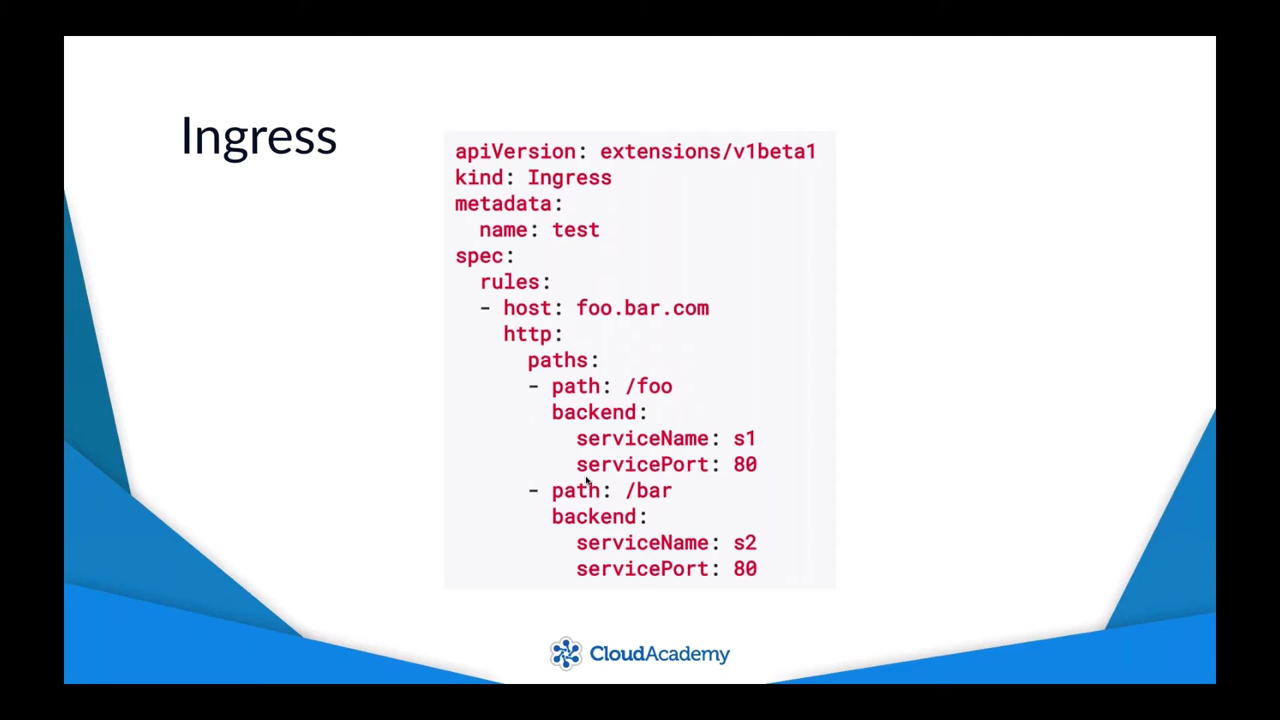 Ingress
apiVersion: extensions/v1beta1
kind: Ingress
metadata:
  name: test
spec:
  rules:
  - host: foo.bar.com
    http:
      paths:
      - path: /foo
        backend:
          serviceName: s1
          servicePort: 80
      - path: /bar
        backend:
          serviceName: s2
          servicePort: 80
CloudAcademy